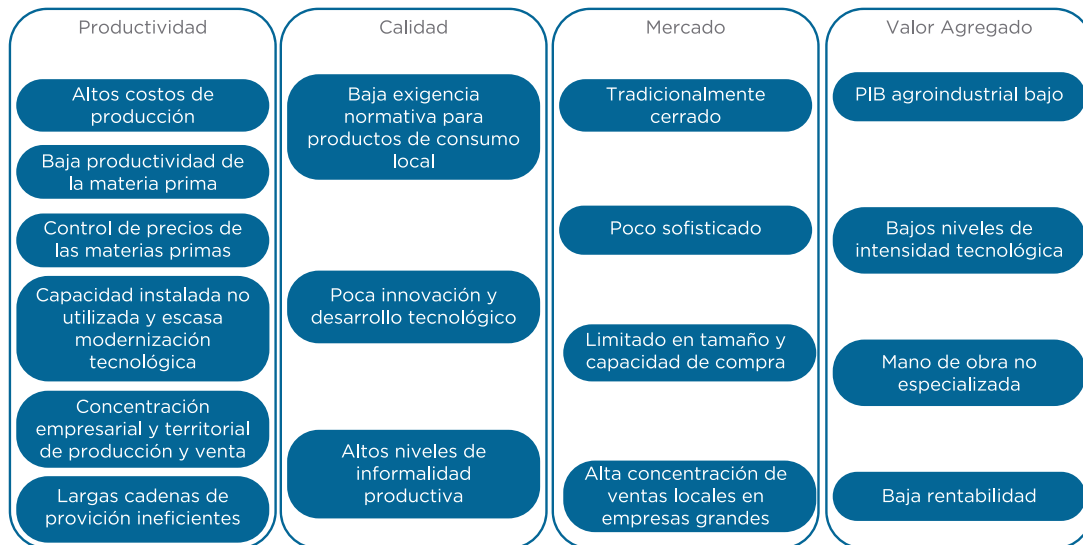 Productividad
Altos costos de
producción
Baja productividad de
la materia prima
Control de precios de
las materias primas
Capacidad instalada no
utilizada y escasa
modernización
tecnológica
Concentración
empresarial y territorial
de producción y venta
Largas cadenas de
provición ineficientes
Calidad
Baja exigencia
normativa para
productos de consumo
local
Poca innovación y
desarrollo tecnológico
Altos niveles de
informalidad
productiva
Mercado
Tradicionalmente
cerrado
Poco sofisticado
Limitado en tamaño y
capacidad de compra
Alta concentración de
ventas locales en
empresas grandes
Valor Agregado
PIB agroindustrial bajo
Bajos niveles de
intensidad tecnológica
Mano de obra no
especializada
Baja rentabilidad